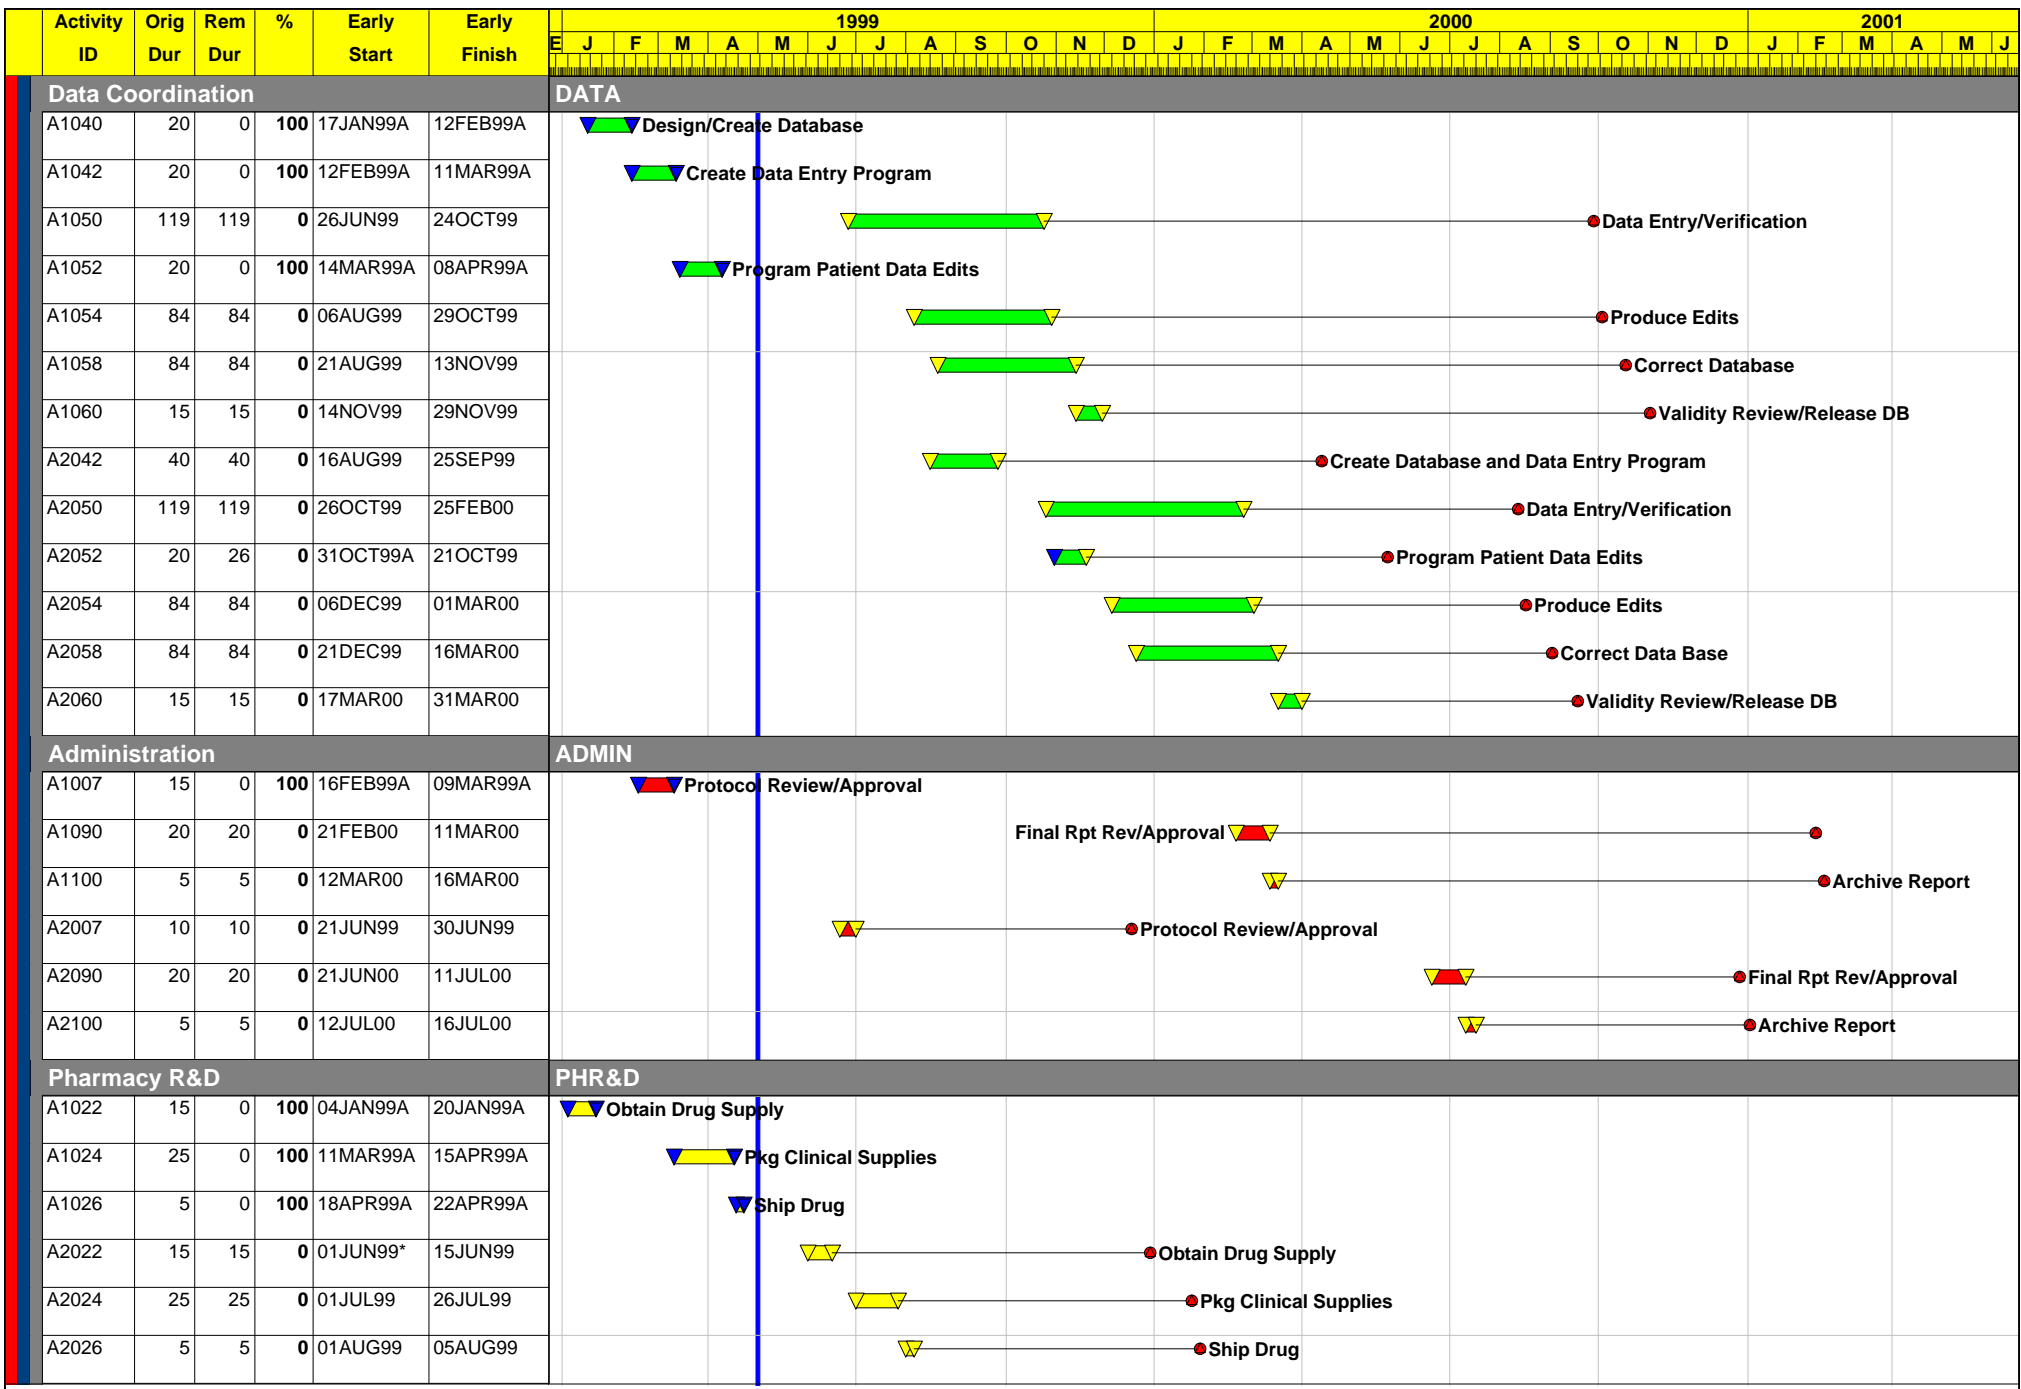 Activity Orig Rem % Early Early 1999 2000 2001
ID Dur Dur Start Finish E J F M A M J J A S O N D J F M A M J J A S O N D J F M A M J
Data Coordination DATA
A1040 20 0 100 17JAN99A 12FEB99A Design/Create Database
A1042 20 0 100 12FEB99A 11MAR99A Create Data Entry Program
A1050 119 119 0 26JUN99 24OCT99 Data Entry/Verification
A1052 20 0 100 14MAR99A 08APR99A Program Patient Data Edits
A1054 84 84 0 06AUG99 29OCT99 Produce Edits
A1058 84 84 0 21AUG99 13NOV99 Correct Database
A1060 15 15 0 14NOV99 29NOV99 Validity Review/Release DB
A2042 40 40 0 16AUG99 25SEP99 Create Database and Data Entry Program
A2050 119 119 0 26OCT99 25FEB00 Data Entry/Verification
A2052 20 26 0 31OCT99A 21OCT99 Program Patient Data Edits
A2054 84 84 0 06DEC99 01MAR00 Produce Edits
A2058 84 84 0 21DEC99 16MAR00 Correct Data Base
A2060 15 15 0 17MAR00 31MAR00 Validity Review/Release DB
Administration ADMIN
A1007 15 0 100 16FEB99A 09MAR99A Protocol Review/Approval
A1090 20 20 0 21FEB00 11MAR00 Final Rpt Rev/Approval
A1100 5 5 0 12MAR00 16MAR00 Archive Report
A2007 10 10 0 21JUN99 30JUN99 Protocol Review/Approval
A2090 20 20 0 21JUN00 11JUL00 Final Rpt Rev/Approval
A2100 5 5 0 12JUL00 16JUL00 Archive Report
Pharmacy R&D PHR&D
A1022 15 0 100 04JAN99A 20JAN99A Obtain Drug Supply
A1024 25 0 100 11MAR99A 15APR99A Pkg Clinical Supplies
A1026 5 0 100 18APR99A 22APR99A Ship Drug
A2022 15 15 0 01JUN99* 15JUN99 Obtain Drug Supply
A2024 25 25 0 01JUL99 26JUL99 Pkg Clinical Supplies
A2026 5 5 0 01AUG99 05AUG99 Ship Drug